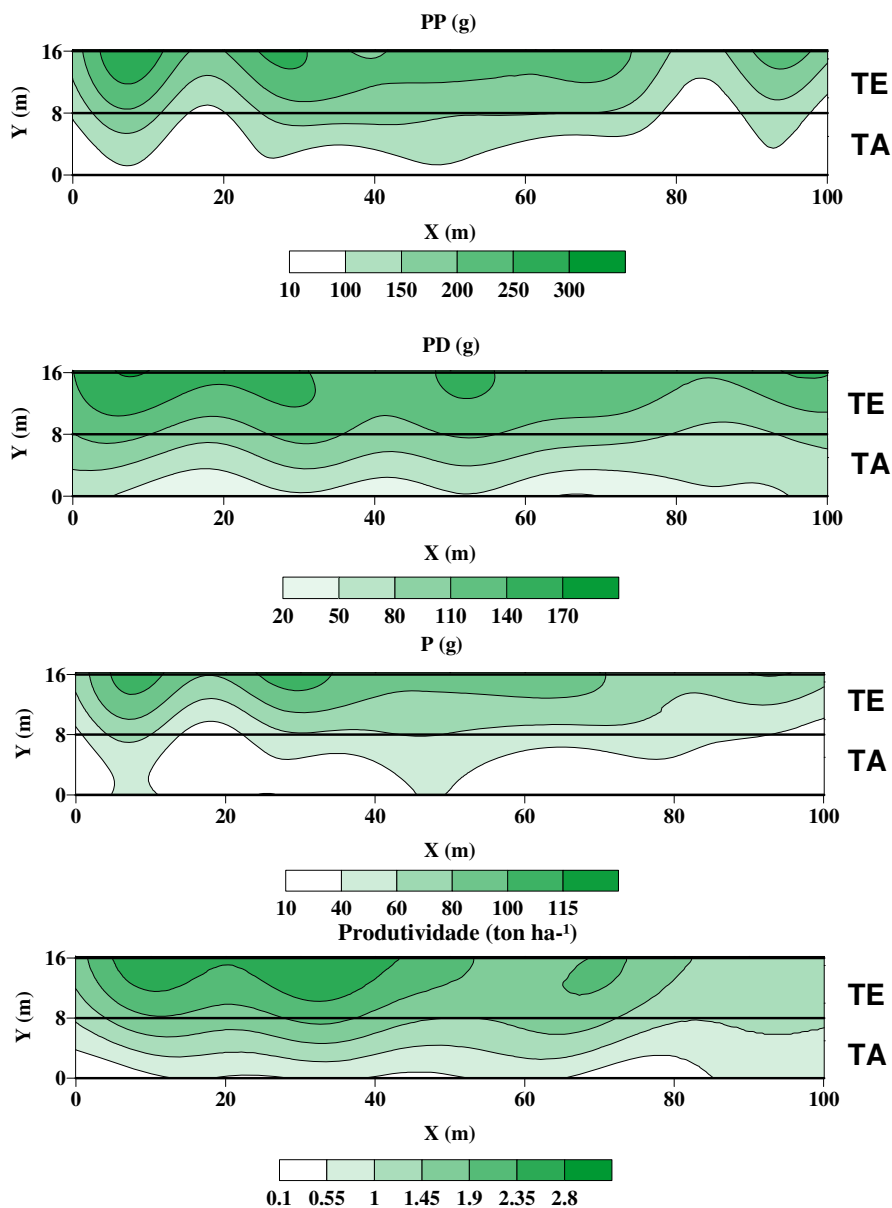 PP (g)
16
8
0
Y (m)
TE
TA
0 20 40 60 80 100
X (m)
10 100 150 200 250 300
PD (g)
16
8
0
Y (m)
TE
TA
0 20 40 60 80 100
X (m)
20 50 80 110 140 170
P (g)
16
8
0
Y (m)
TE
TA
0 20 40 60 80 100
X (m)
10 40 60 80 100 115
Produtividade (ton ha-¹)
16
8
0
Y (m)
TE
TA
0 20 40 60 80 100
X (m)
0.1 0.55 1 1.45 1.9 2.35 2.8